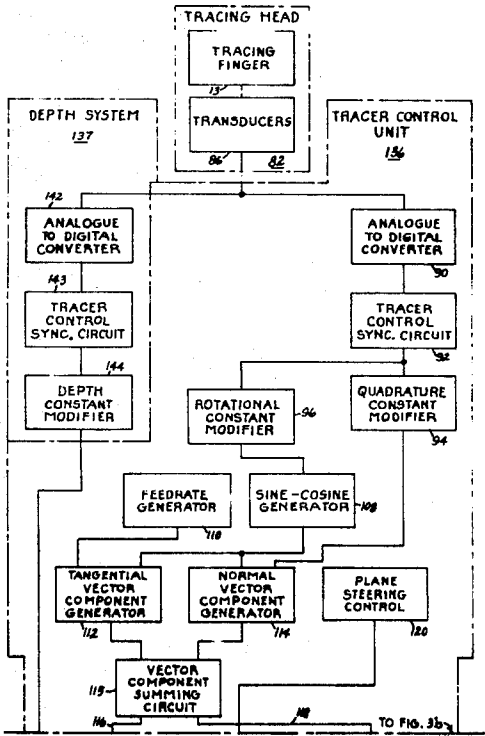 TRACING HEAD
TRACING
FINGER
13
TRANSDUCERS
86
82
DEPTH SYSTEM
137
TRACER CONTROL
UNIT
136
142
ANALOGUE
TO DIGITAL
CONVERTER
ANALOGUE
TO DIGITAL
CONVERTER
90
143
TRACER
CONTROL
SYNC. CIRCUIT
TRACER
CONTROL
SYNC. CIRCUIT
92
144
DEPTH
CONSTANT
MODIFIER
ROTATIONAL
CONSTANT
MODIFIER
96
QUADRATURE
CONSTANT
MODIFIER
94
FEEDRATE
GENERATOR
110
SINE-COSINE
GENERATOR
108
TANGENTIAL
VECTOR
COMPONENT
GENERATOR
112
NORMAL
VECTOR
COMPONENT
GENERATOR
114
PLANE
STEERING
CONTROL
120
VECTOR
COMPONENT
SUMMING
CIRCUIT
115
116
118
TO FIG. 3b